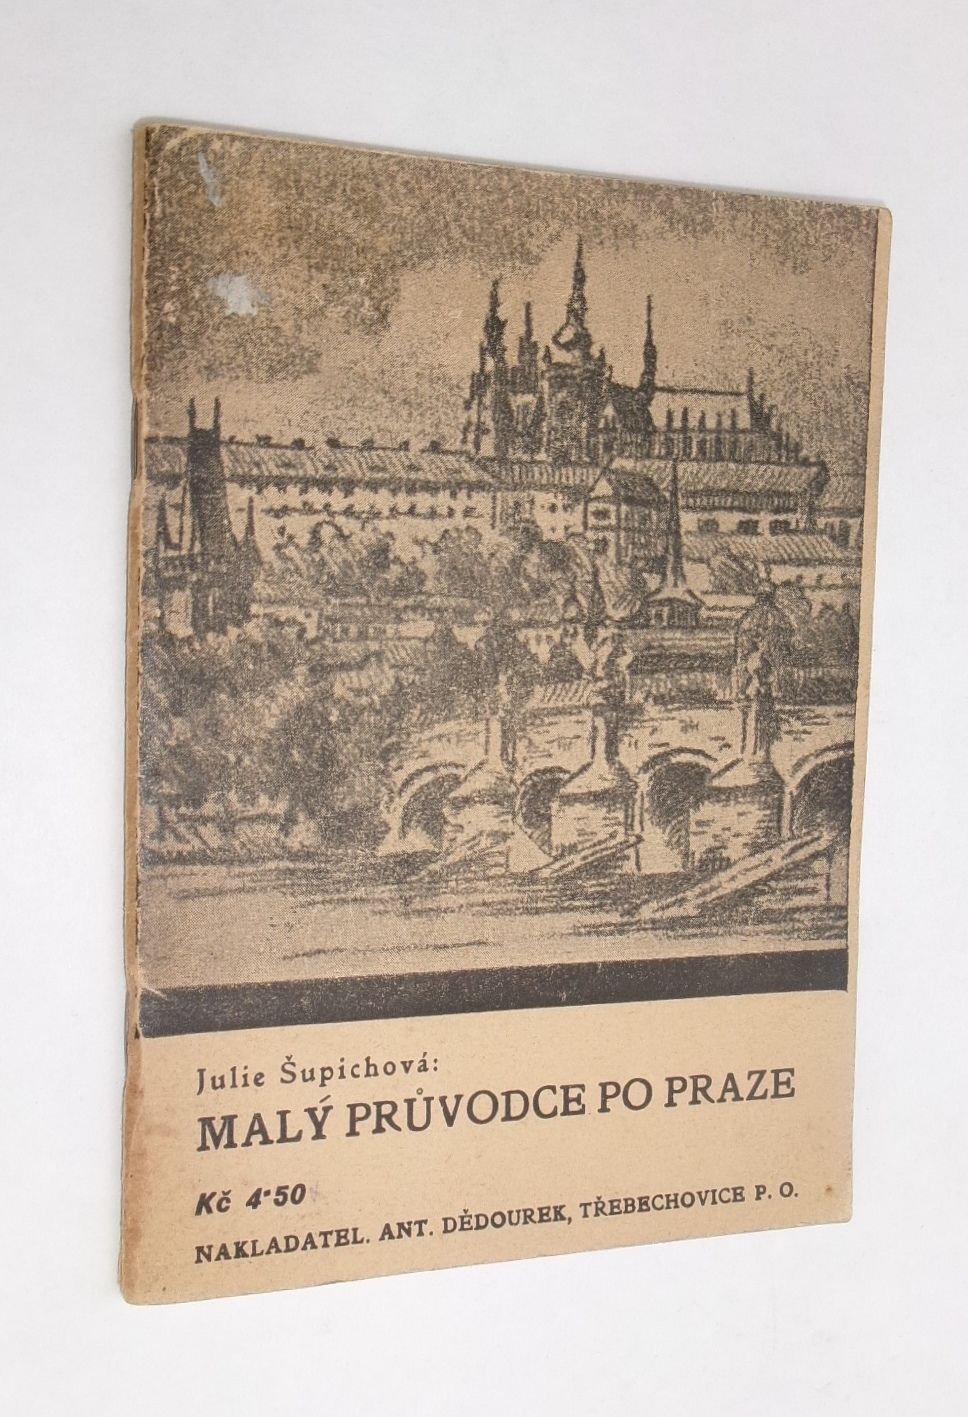 Julie Šupichová:
MALÝ PRŮVODCE PO PRAZE
Kč 4·50
NAKLADATEL. ANT. DĚDOUREK, TŘEBECHOVICE P. O.